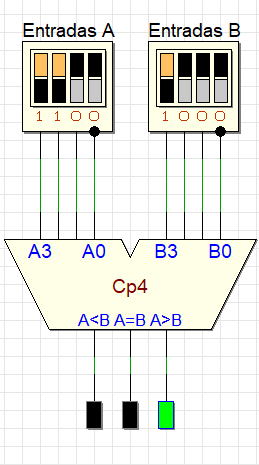 Entradas A Entradas B
1 1 0 0 1 0 0 0
A3 A0 B3 B0
Cp4
A<B A=B A>B